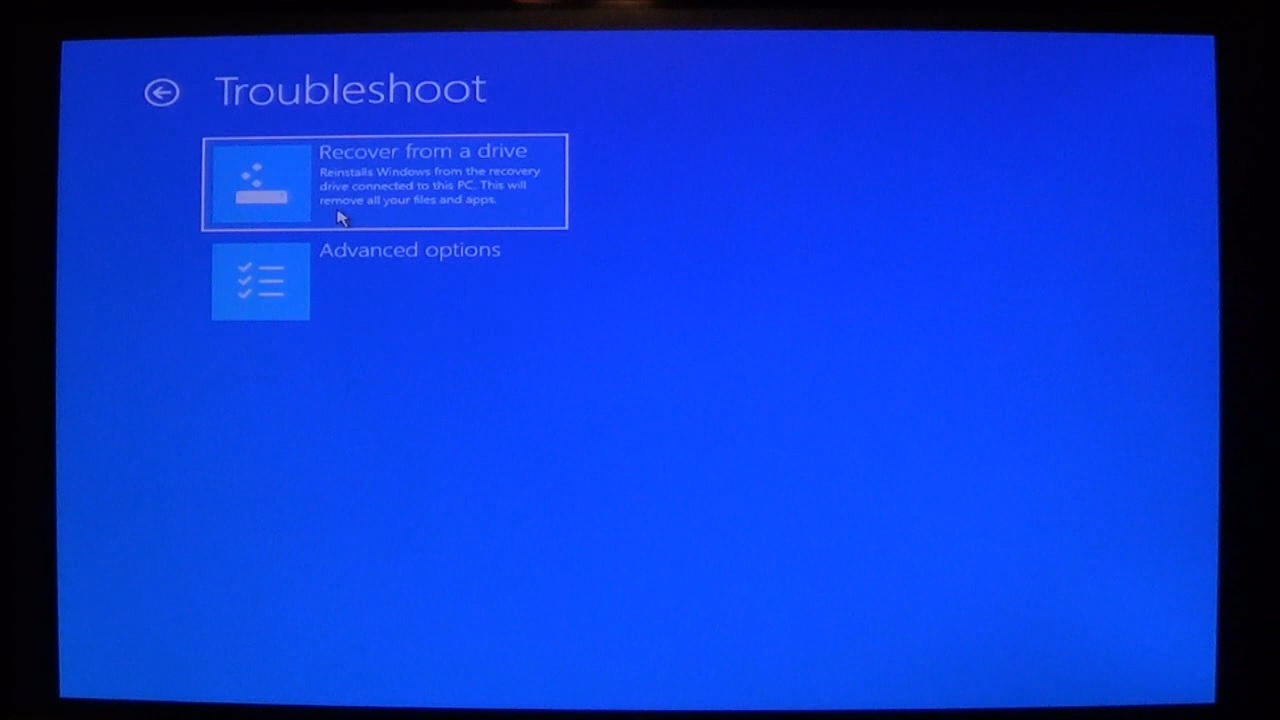 Troubleshoot
Recover from a drive
Reinstalls Windows from the recovery
drive connected to this PC. This will
remove all your files and apps.
Advanced options